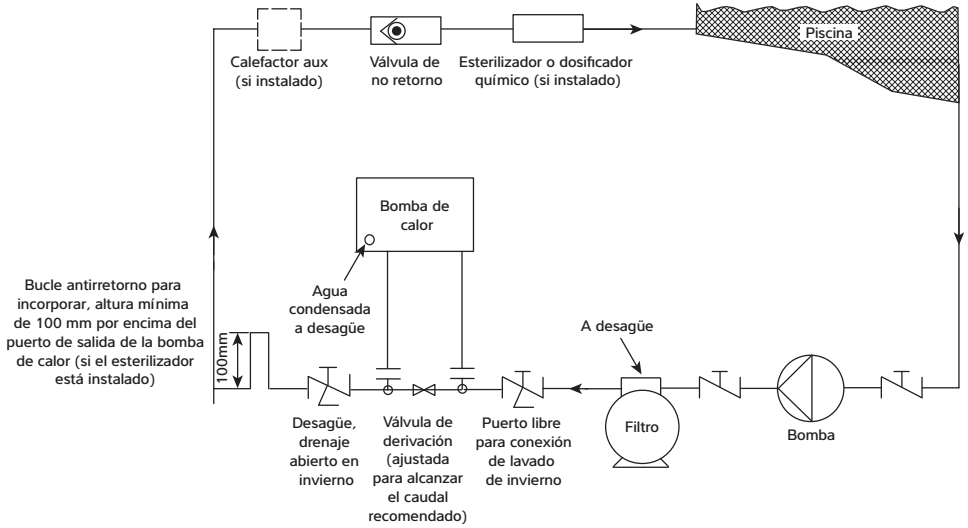 Piscina
Calefactor aux
(si instalado)
Válvula de
no retorno
Esterilizador o dosificador
químico (si instalado)
Bomba de
calor
Agua
condensada
a desagüe
Bucle antirretorno para
incorporar, altura mínima
de 100 mm por encima del
puerto de salida de la bomba
de calor (si el esterilizador
está instalado)
100mm
A desagüe
Filtro
Bomba
Desagüe,
drenaje
abierto en
invierno
Válvula de
derivación
(ajustada
para alcanzar
el caudal
recomendado)
Puerto libre
para conexión
de lavado
de invierno